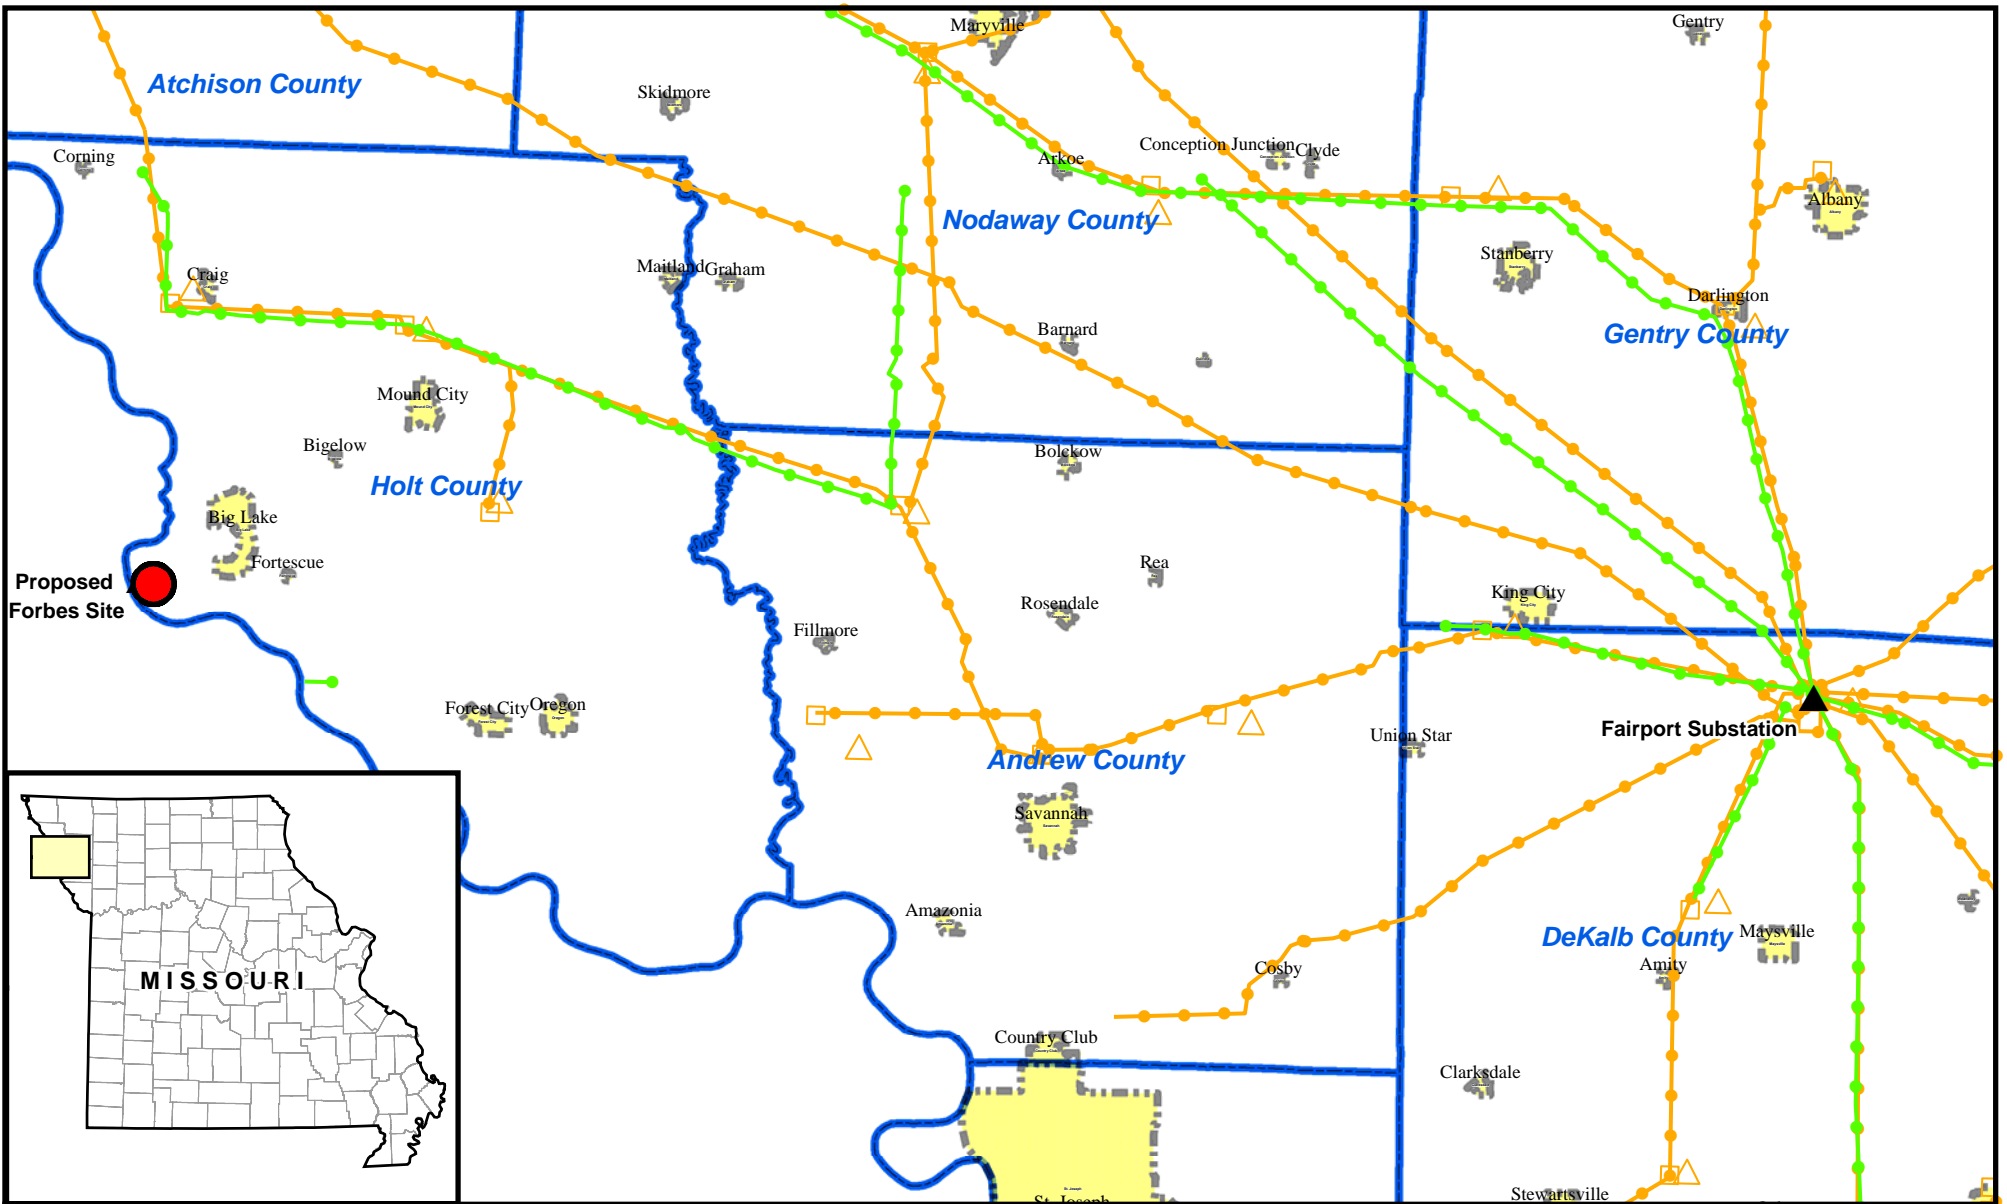 Maryville
Gentry
Atchison County
Skidmore
Corning
Conception Junction
Clyde
Arkoe
Albany
Nodaway County
Stanberry
Craig
Maitland
Graham
Darlington
Barnard
Gentry County
Mound City
Bigelow
Bolckow
Holt County
Big Lake
Fortescue
Rea
Proposed
Forbes Site
King City
Rosendale
Fillmore
Forest City
Oregon
Fairport Substation
Union Star
Andrew County
Savannah
Amazonia
DeKalb County
Maysville
Amity
Cosby
MISSOURI
Country Club
Clarksdale
Stewartsville
St. Joseph